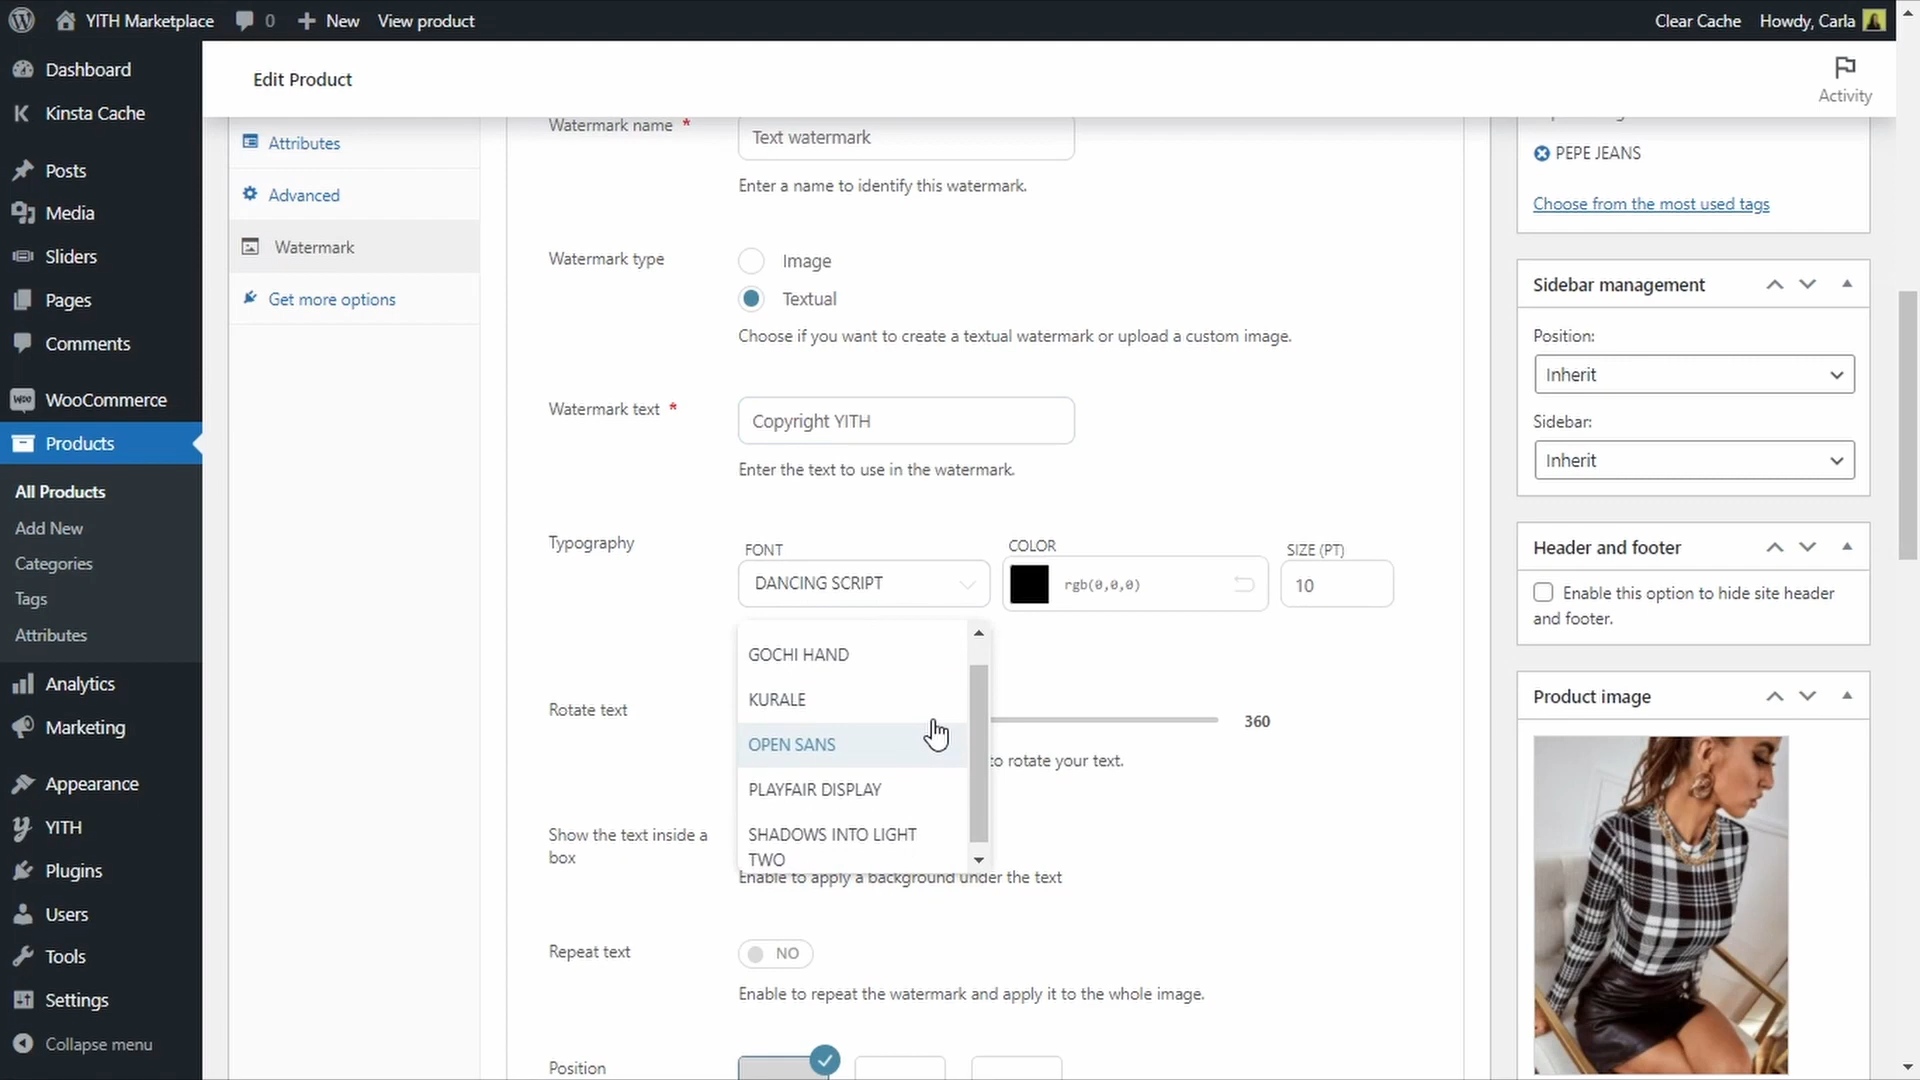 YITH Marketplace
0
New
View product
Clear Cache
Howdy, Carla
Dashboard
Kinsta Cache
Posts
Media
Sliders
Pages
Comments
WooCommerce
Products
All Products
Add New
Categories
Tags
Attributes
Analytics
Marketing
Appearance
YITH
Plugins
Users
Tools
Settings
Collapse menu
Edit Product
Activity
Attributes
Advanced
Watermark
Get more options
Watermark name *
Text watermark
Enter a name to identify this watermark.
Watermark type
Image
Textual
Choose if you want to create a textual watermark or upload a custom image.
Watermark text *
Copyright YITH
Enter the text to use in the watermark.
Typography
FONT
COLOR
SIZE (PT)
DANCING SCRIPT
rgb(0,0,0)
10
GOCHI HAND
KURALE
OPEN SANS
PLAYFAIR DISPLAY
SHADOWS INTO LIGHT
TWO
Rotate text
360
to rotate your text.
Show the text inside a
box
Enable to apply a background under the text
Repeat text
NO
Enable to repeat the watermark and apply it to the whole image.
Position
PEPE JEANS
Choose from the most used tags
Sidebar management
Position:
Inherit
Sidebar:
Inherit
Header and footer
Enable this option to hide site header
and footer.
Product image